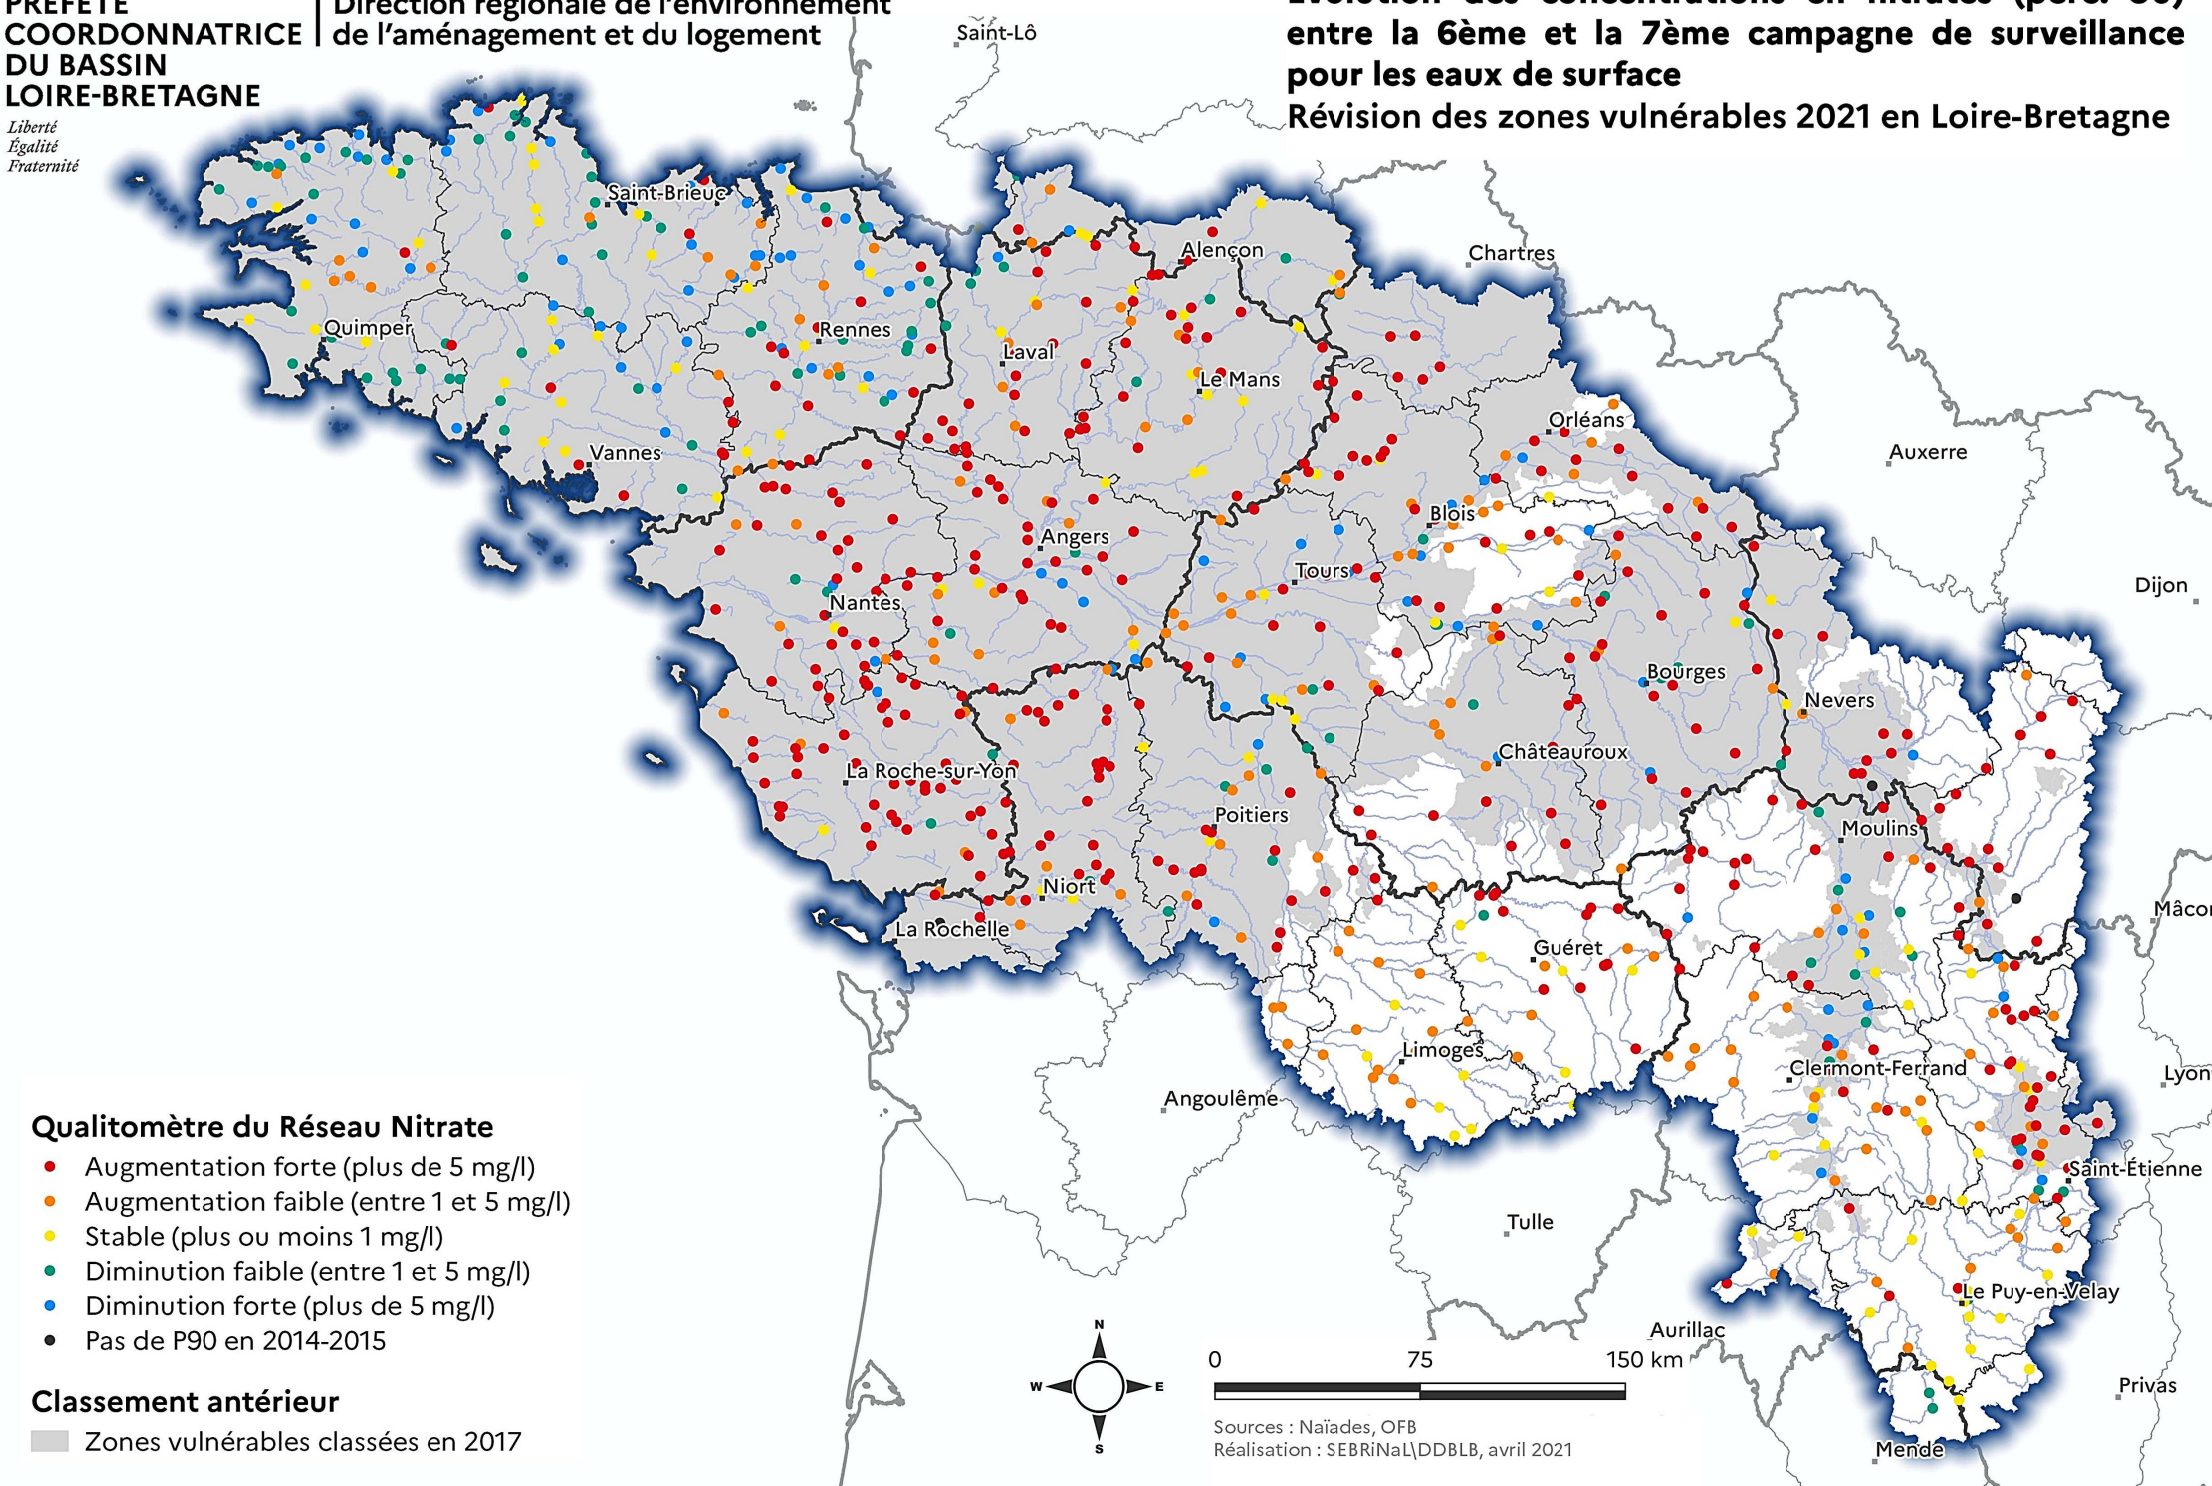 PRÉFÈTE
COORDONNATRICE
DU BASSIN
LOIRE-BRETAGNE
Liberté
Égalité
Fraternité
Direction régionale de l'environnement
de l'aménagement et du logement
Évolution des concentrations en nitrates (perc. 90)
entre la 6ème et la 7ème campagne de surveillance
pour les eaux de surface
Révision des zones vulnérables 2021 en Loire-Bretagne
Saint-Lô
Saint-Brieuc
Alençon
Chartres
Quimper
Rennes
Laval
Le Mans
Orléans
Auxerre
Vannes
Blois
Angers
Tours
Dijon
Nantes
Bourges
Nevers
Châteauroux
La Roche-sur-Yon
Poitiers
Moulins
Niort
Mâcon
La Rochelle
Guéret
Limoges
Clermont-Ferrand
Lyon
Angoulême
Saint-Étienne
Tulle
Le Puy-en-Velay
Aurillac
Privas
Mende
Qualitomètre du Réseau Nitrate
Augmentation forte (plus de 5 mg/l)
Augmentation faible (entre 1 et 5 mg/l)
Stable (plus ou moins 1 mg/l)
Diminution faible (entre 1 et 5 mg/l)
Diminution forte (plus de 5 mg/l)
Pas de P90 en 2014-2015
Classement antérieur
Zones vulnérables classées en 2017
N
W E
S
0 75 150 km
Sources : Naïades, OFB
Réalisation : SEBRiNaL\DDBLB, avril 2021